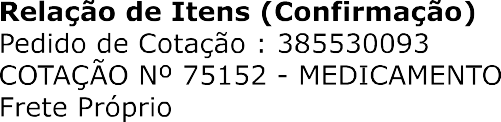 Relação de Itens (Confirmação)
Pedido de Cotação : 385530093
COTAÇÃO Nº 75152 - MEDICAMENTO
Frete Próprio